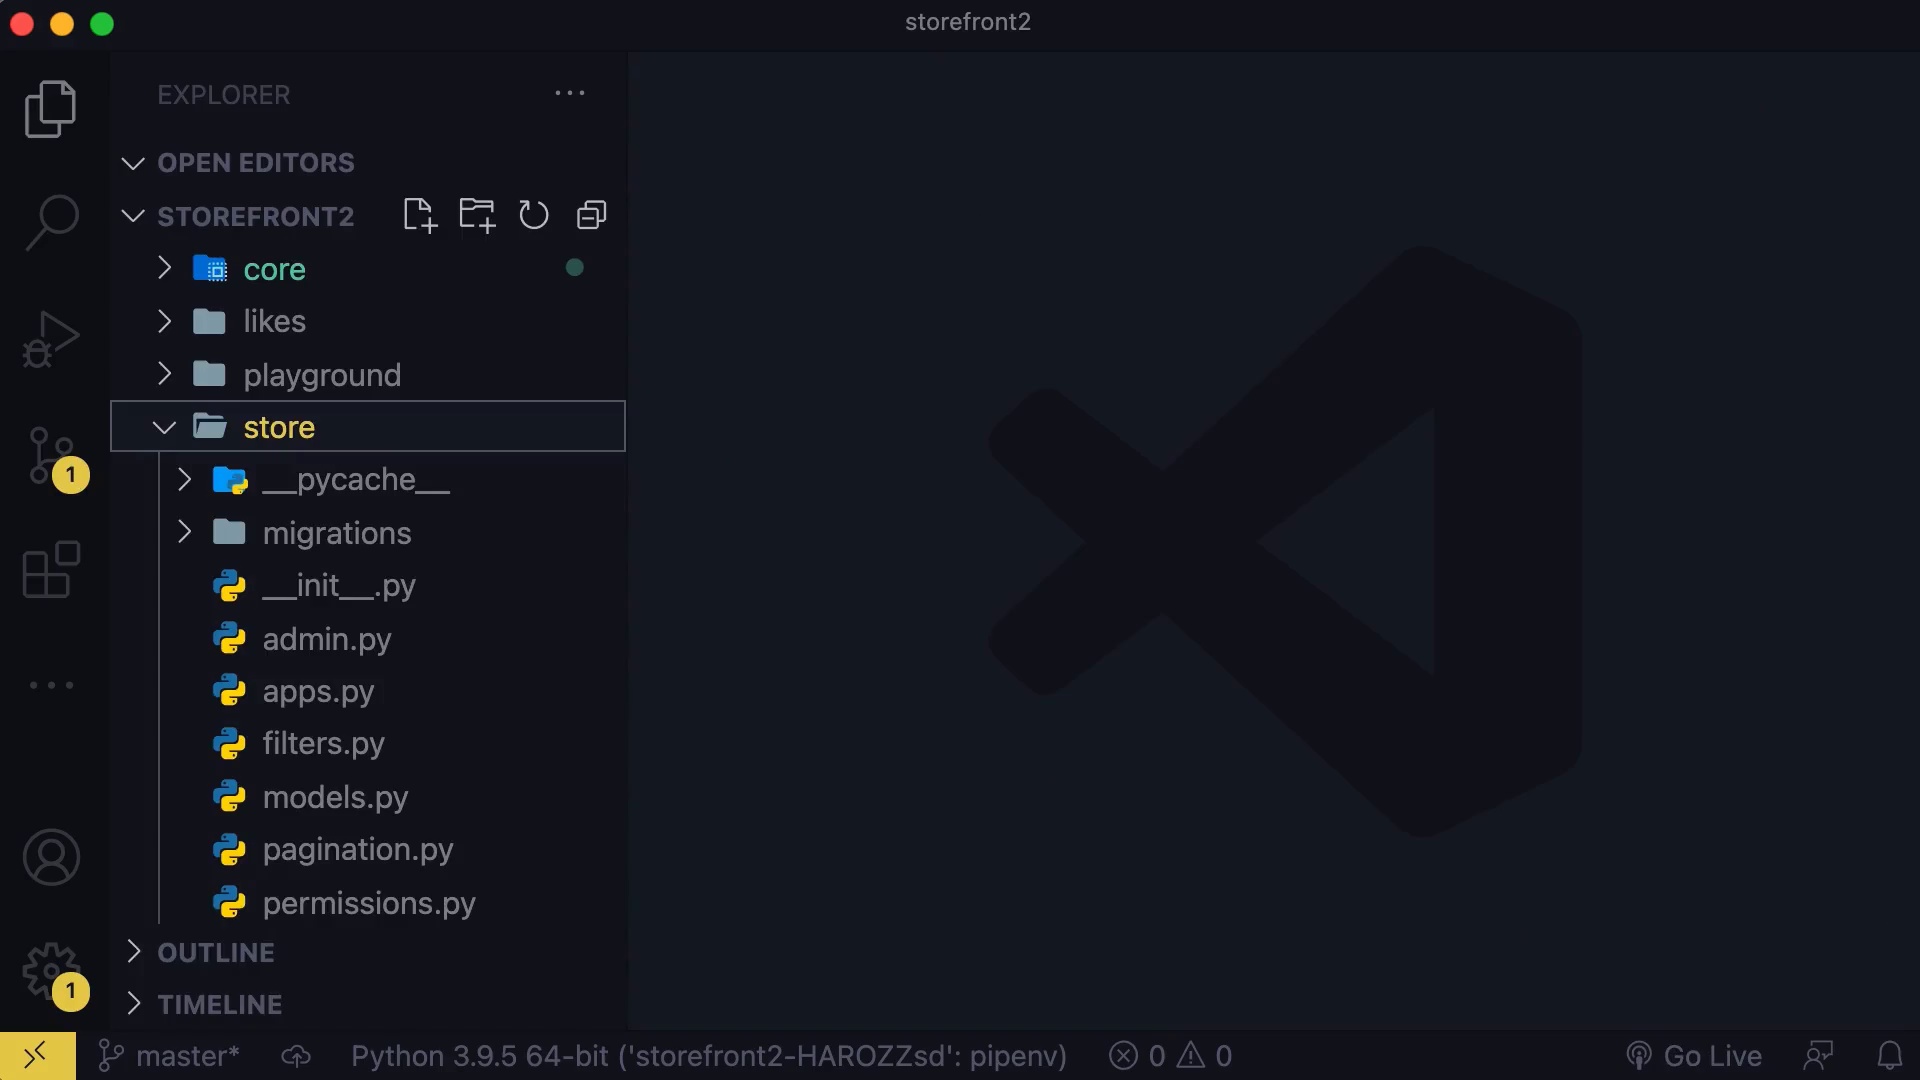 storefront2
EXPLORER
OPEN EDITORS
STOREFRONT2
core
likes
playground
store
__pycache__
migrations
__init__.py
admin.py
apps.py
filters.py
models.py
pagination.py
permissions.py
OUTLINE
TIMELINE
1
1
master* Python 3.9.5 64-bit ('storefront2-HAROZZsd': pipenv) 0 0 Go Live